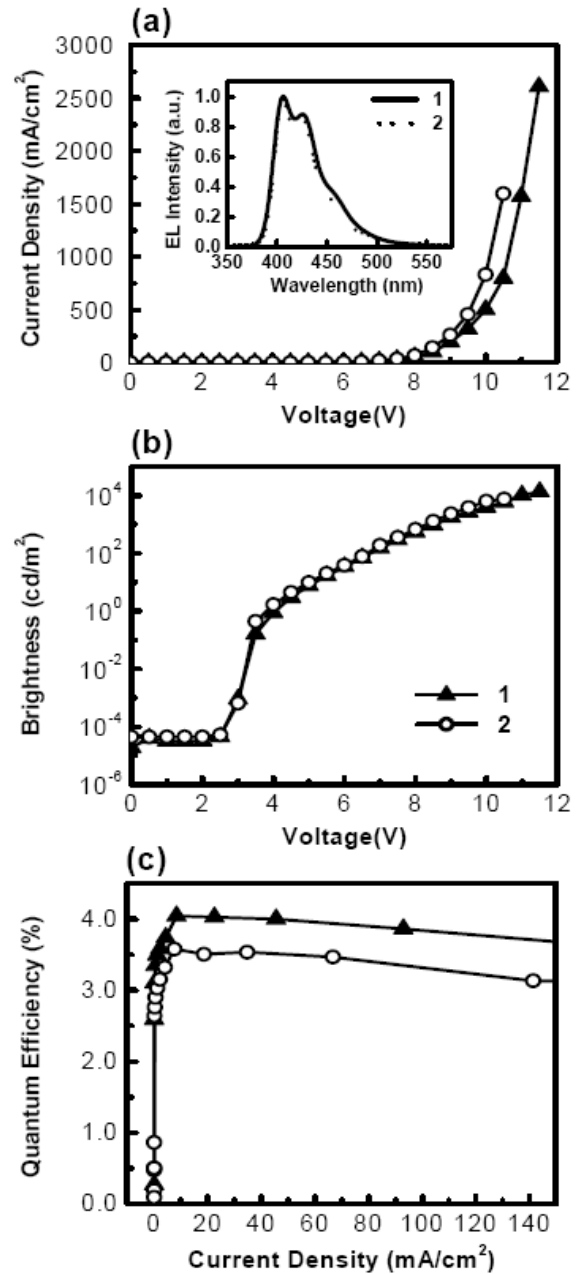 (a)
3000
2500
2000
1500
1000
500
0
Current Density (mA/cm²)
0 2 4 6 8 10 12
Voltage(V)
1.0
0.8
0.6
0.4
0.2
0.0
EL Intensity (a.u.)
350 400 450 500 550
Wavelength (nm)
1
2
(b)
10⁴
10²
10⁰
10⁻²
10⁻⁴
10⁻⁶
Brightness (cd/m²)
0 2 4 6 8 10 12
Voltage(V)
1
2
(c)
4.0
3.0
2.0
1.0
0.0
Quantum Efficiency (%)
0 20 40 60 80 100 120 140
Current Density (mA/cm²)